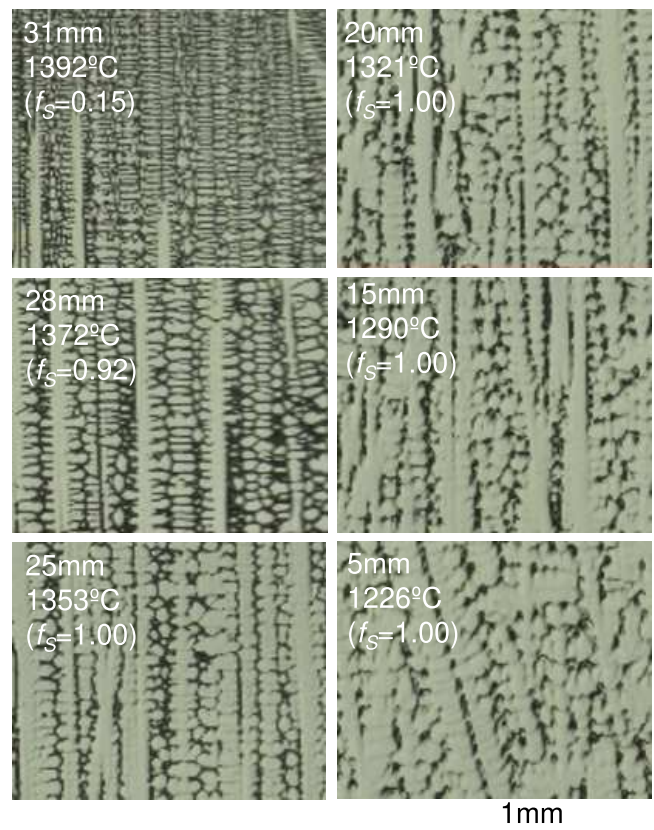 31mm
1392ºC
(fS=0.15)
20mm
1321ºC
(fS=1.00)
28mm
1372ºC
(fS=0.92)
15mm
1290ºC
(fS=1.00)
25mm
1353ºC
(fS=1.00)
5mm
1226ºC
(fS=1.00)
1mm